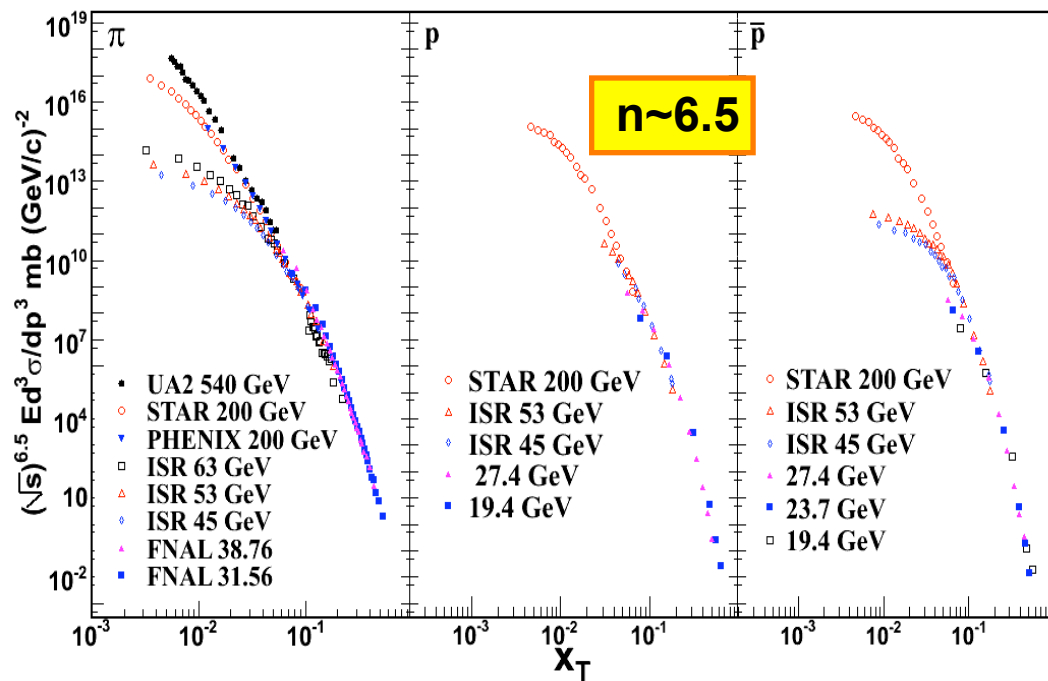 π
p
p̄
n~6.5
(√s)^6.5 Ed^3 σ/dp^3 mb (GeV/c)^-2
10^19
10^16
10^13
10^10
10^7
10^4
10
10^-2
UA2 540 GeV
STAR 200 GeV
PHENIX 200 GeV
ISR 63 GeV
ISR 53 GeV
ISR 45 GeV
FNAL 38.76
FNAL 31.56
STAR 200 GeV
ISR 53 GeV
ISR 45 GeV
27.4 GeV
19.4 GeV
STAR 200 GeV
ISR 53 GeV
ISR 45 GeV
27.4 GeV
23.7 GeV
19.4 GeV
10^-3 10^-2 10^-1 10^-3 10^-2 10^-1 10^-3 10^-2 10^-1
x_T